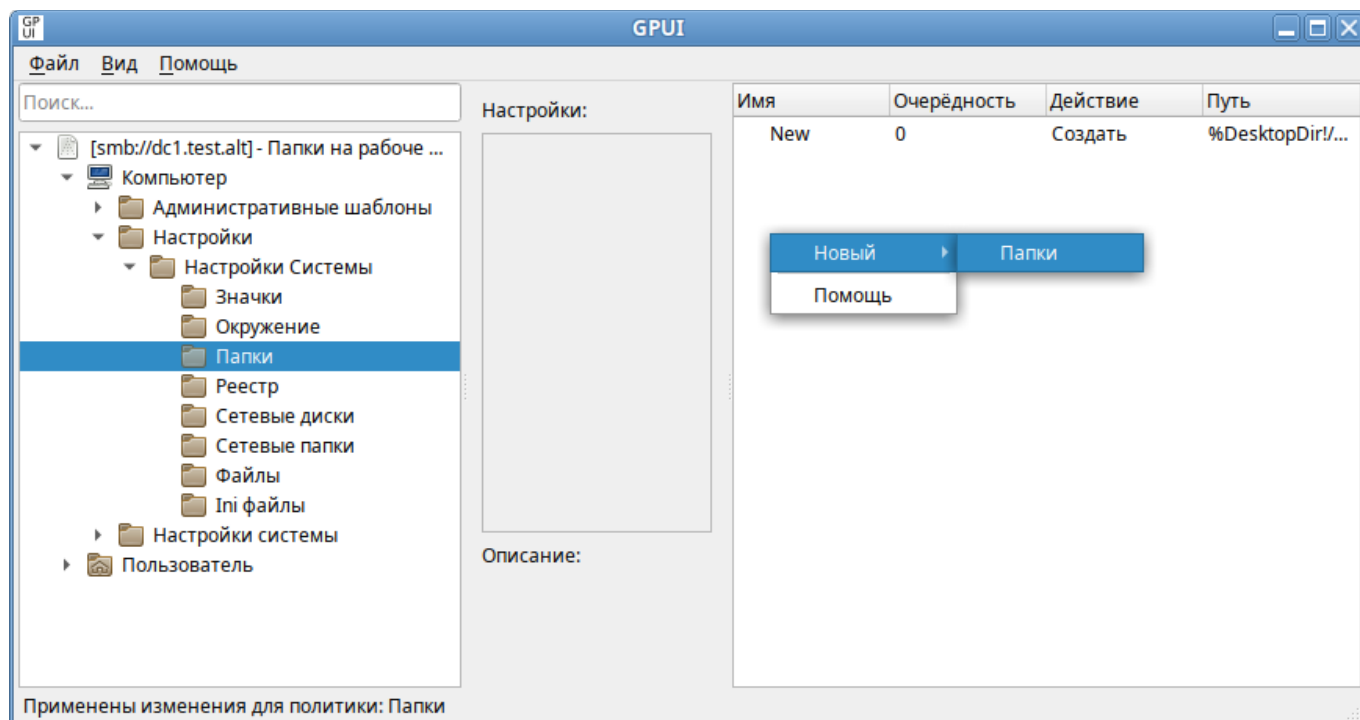 GP
UI
GPUI
Файл Вид Помощь
Поиск...
[smb://dc1.test.alt] - Папки на рабоче ...
Компьютер
Административные шаблоны
Настройки
Настройки Системы
Значки
Окружение
Папки
Реестр
Сетевые диски
Сетевые папки
Файлы
Ini файлы
Настройки системы
Пользователь
Настройки:
Описание:
Имя Очерёдность Действие Путь
New 0 Создать %DesktopDir!/...
Новый Папки
Помощь
Применены изменения для политики: Папки